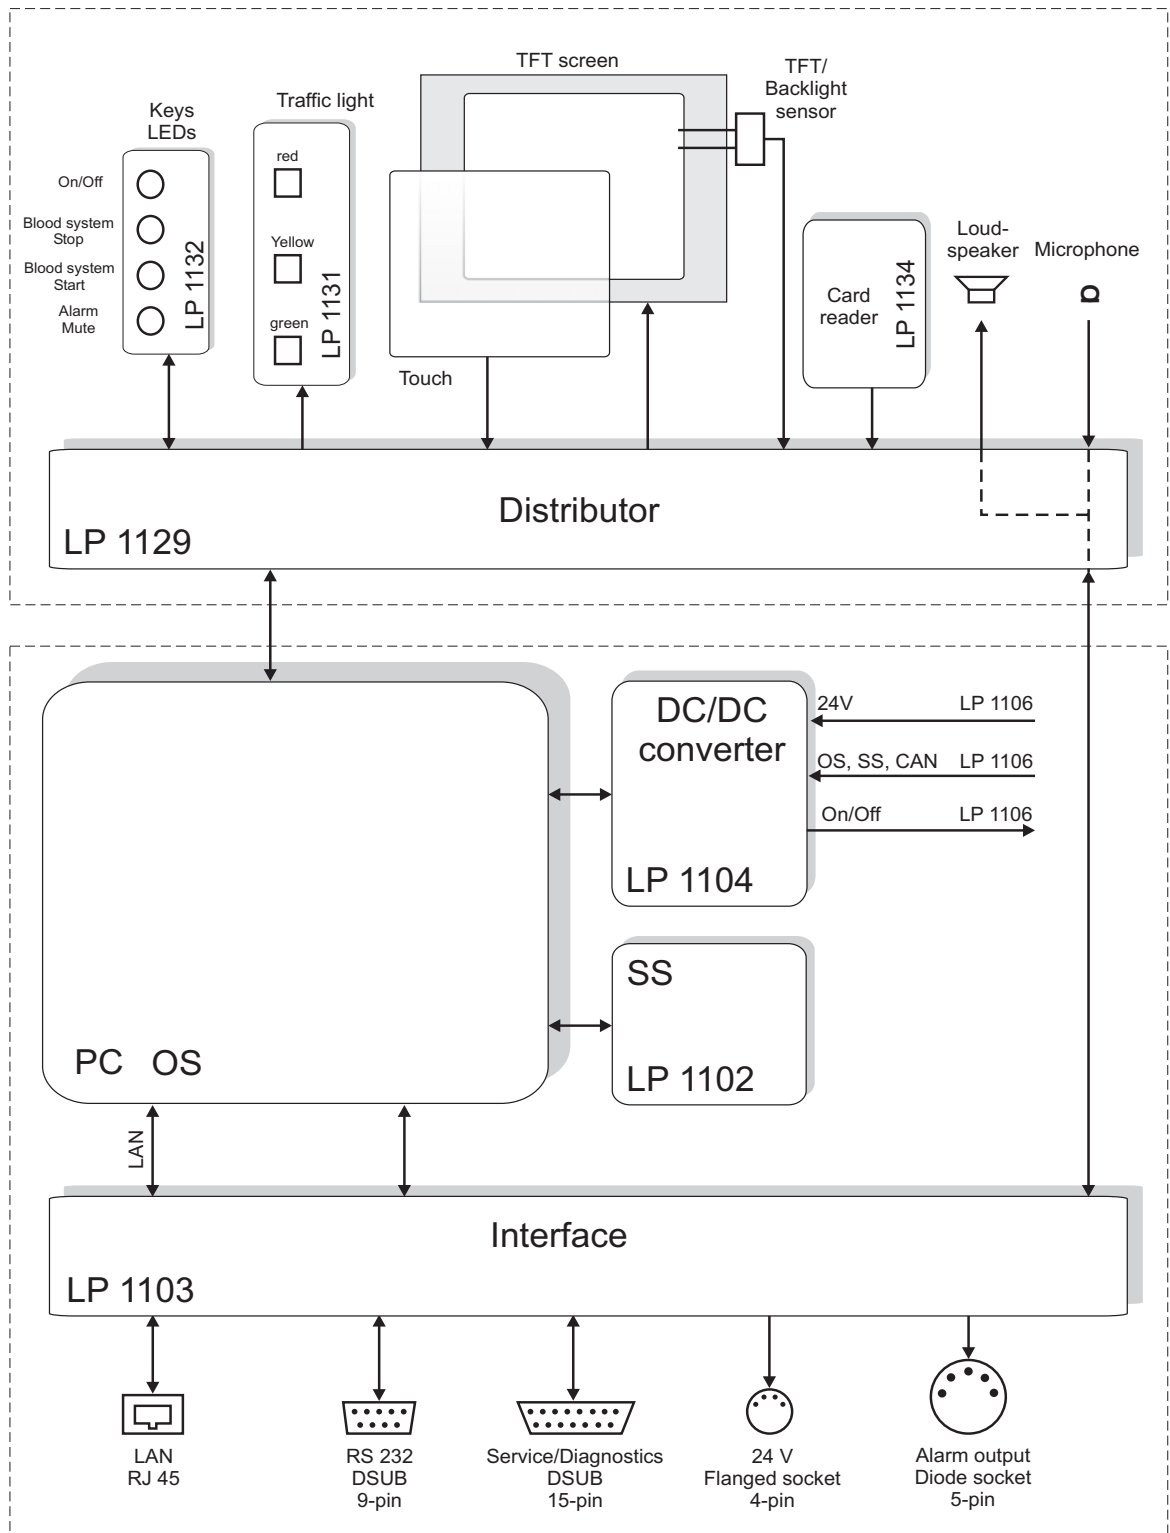 TFT screen
TFT/
Backlight
sensor
Keys
LEDs
Traffic light
On/Off
Blood system
Stop
Blood system
Start
Alarm
Mute
LP 1132
red
Yellow
green
LP 1131
Touch
Card
reader
LP 1134
Loud-
speaker
Microphone
Distributor
LP 1129
DC/DC
converter
LP 1104
24V LP 1106
OS, SS, CAN LP 1106
On/Off LP 1106
SS
LP 1102
PC OS
LAN
Interface
LP 1103
LAN
RJ 45
RS 232
DSUB
9-pin
Service/Diagnostics
DSUB
15-pin
24 V
Flanged socket
4-pin
Alarm output
Diode socket
5-pin